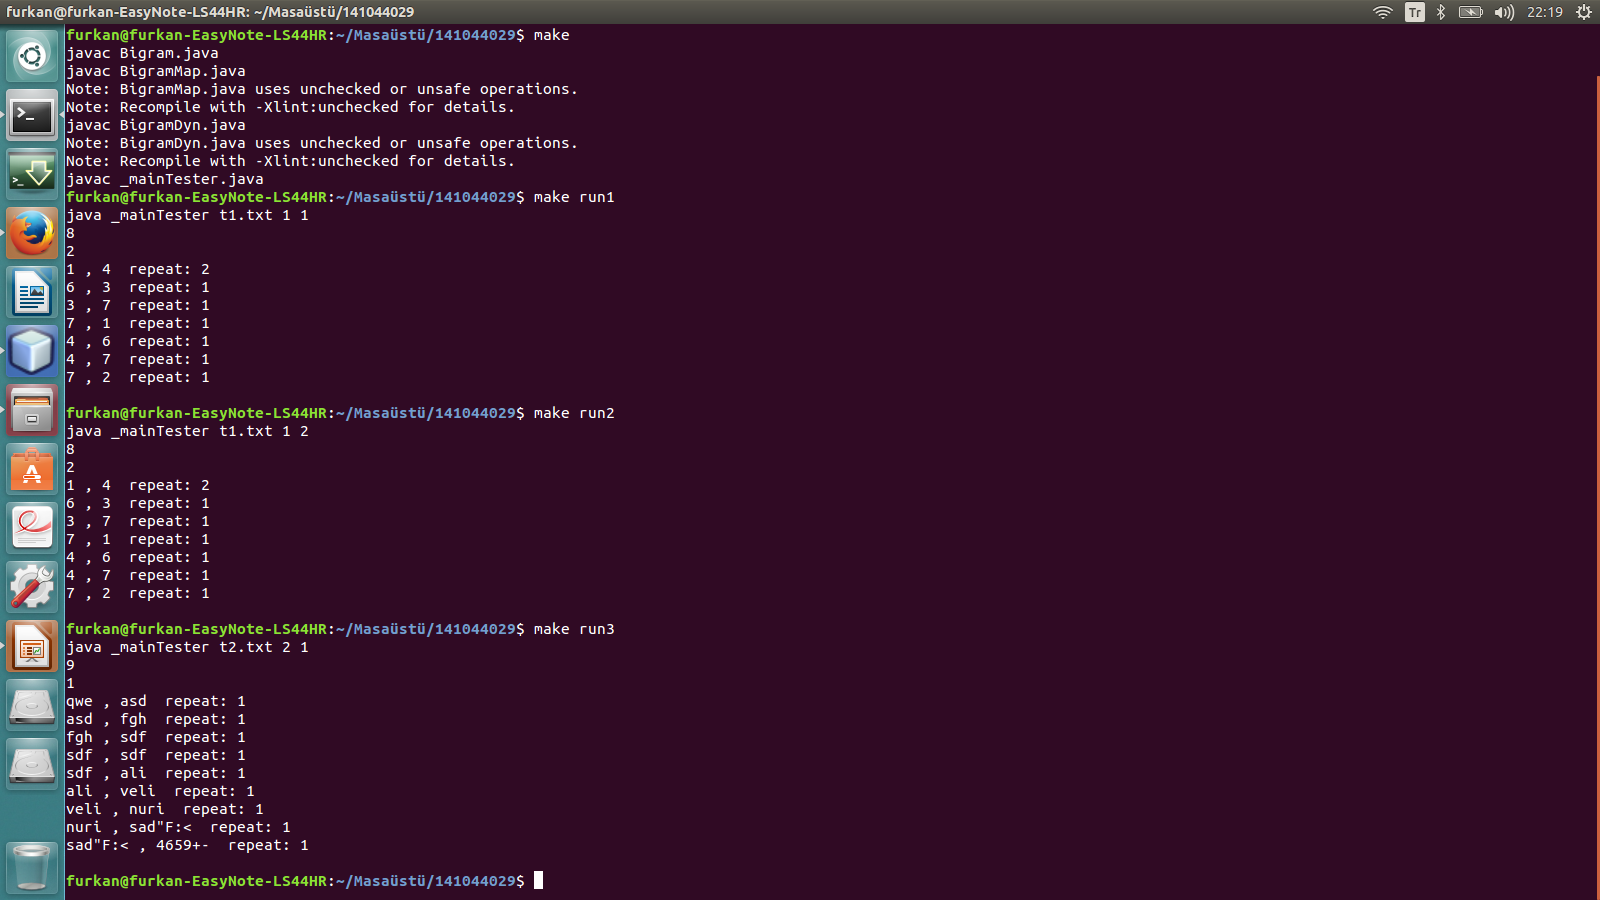 furkan@furkan-EasyNote-LS44HR: ~/Masaüstü/141044029
Tr
22:19
furkan@furkan-EasyNote-LS44HR:~/Masaüstü/141044029$ make
javac Bigram.java
javac BigramMap.java
Note: BigramMap.java uses unchecked or unsafe operations.
Note: Recompile with -Xlint:unchecked for details.
javac BigramDyn.java
Note: BigramDyn.java uses unchecked or unsafe operations.
Note: Recompile with -Xlint:unchecked for details.
javac _mainTester.java
furkan@furkan-EasyNote-LS44HR:~/Masaüstü/141044029$ make run1
java _mainTester t1.txt 1 1
8
2
1 , 4  repeat: 2
6 , 3  repeat: 1
3 , 7  repeat: 1
7 , 1  repeat: 1
4 , 6  repeat: 1
4 , 7  repeat: 1
7 , 2  repeat: 1
furkan@furkan-EasyNote-LS44HR:~/Masaüstü/141044029$ make run2
java _mainTester t1.txt 1 2
8
2
1 , 4  repeat: 2
6 , 3  repeat: 1
3 , 7  repeat: 1
7 , 1  repeat: 1
4 , 6  repeat: 1
4 , 7  repeat: 1
7 , 2  repeat: 1
furkan@furkan-EasyNote-LS44HR:~/Masaüstü/141044029$ make run3
java _mainTester t2.txt 2 1
9
1
qwe , asd  repeat: 1
asd , fgh  repeat: 1
fgh , sdf  repeat: 1
sdf , sdf  repeat: 1
sdf , ali  repeat: 1
ali , veli  repeat: 1
veli , nuri  repeat: 1
nuri , sad"F:<  repeat: 1
sad"F:< , 4659+-  repeat: 1
furkan@furkan-EasyNote-LS44HR:~/Masaüstü/141044029$